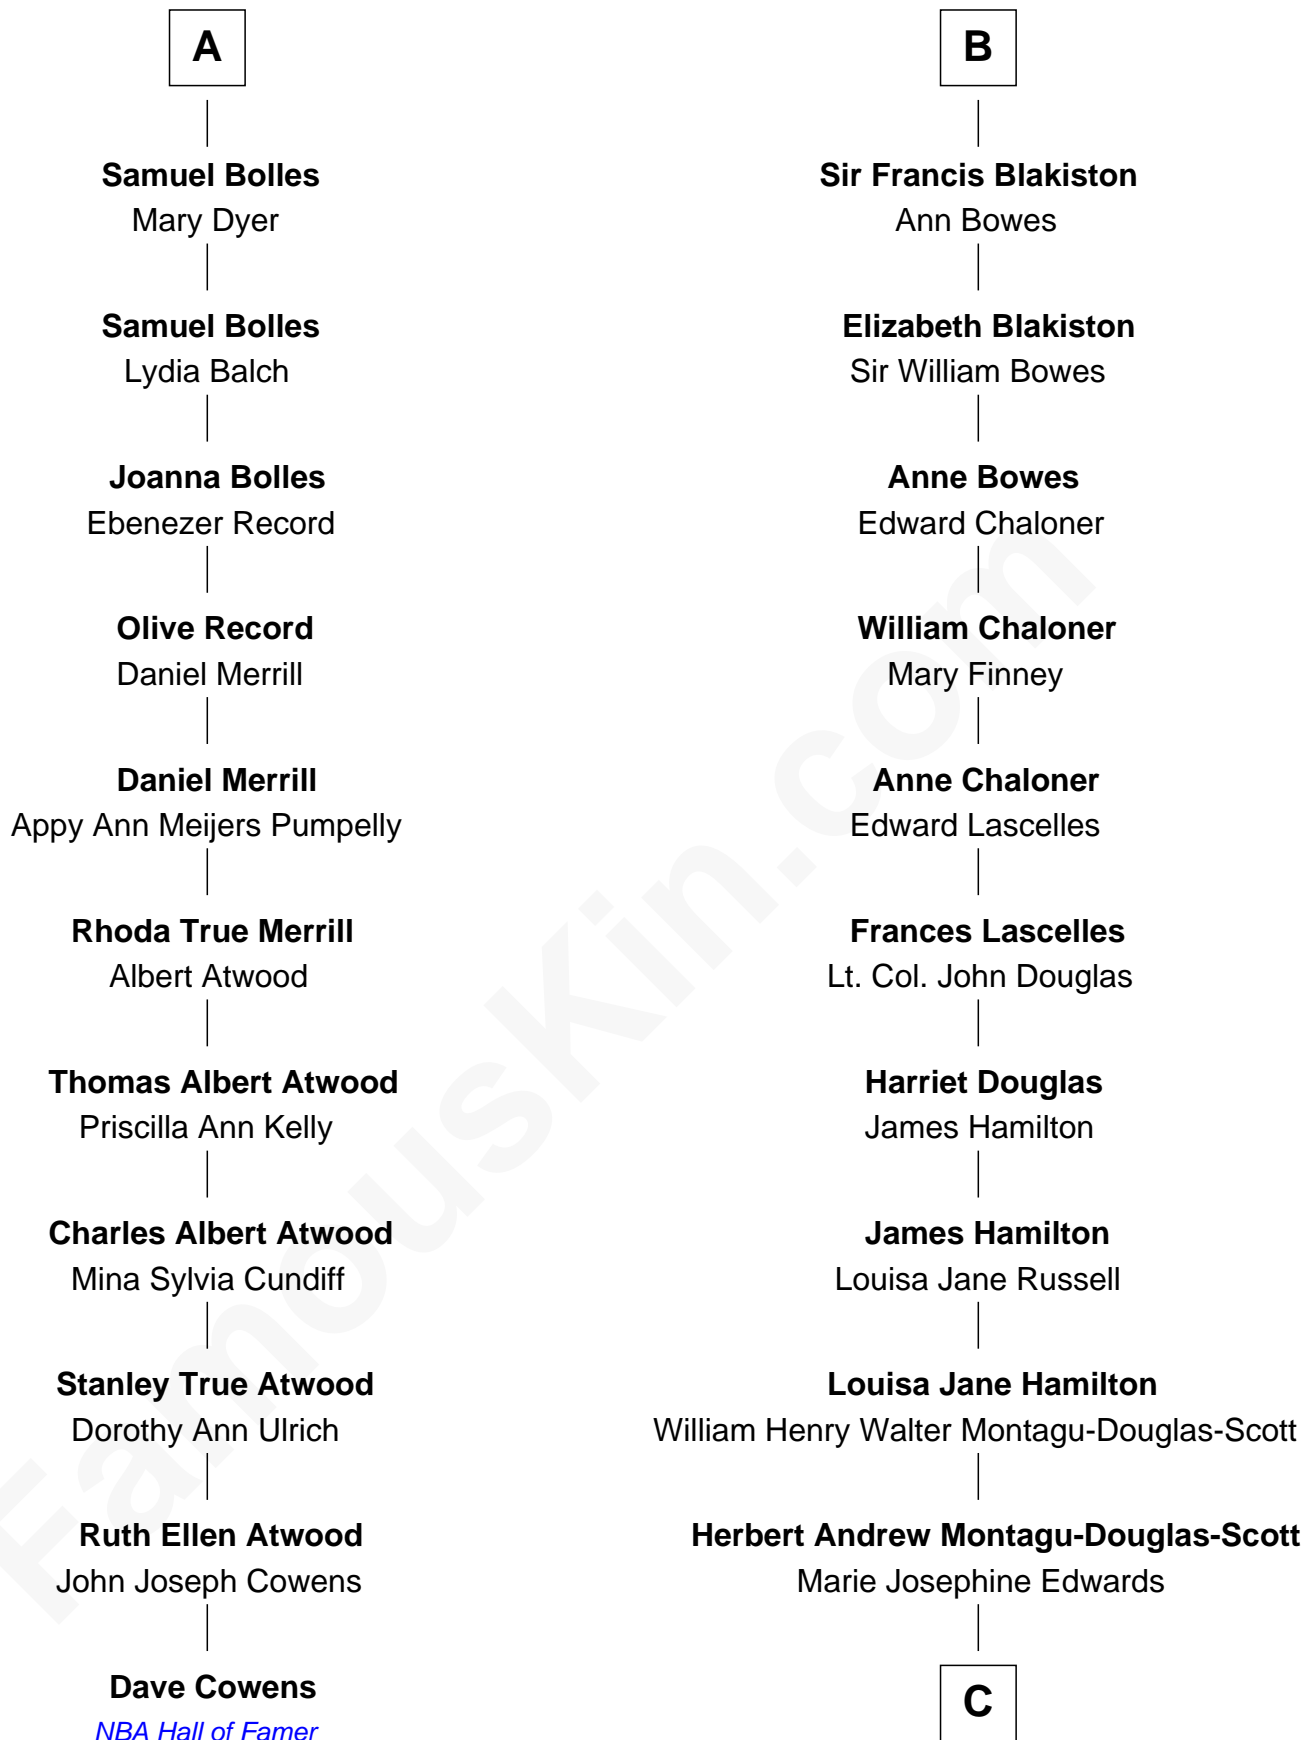 A
Samuel Bolles
Mary Dyer
Samuel Bolles
Lydia Balch
Joanna Bolles
Ebenezer Record
Olive Record
Daniel Merrill
Daniel Merrill
Appy Ann Meijers Pumpelly
Rhoda True Merrill
Albert Atwood
Thomas Albert Atwood
Priscilla Ann Kelly
Charles Albert Atwood
Mina Sylvia Cundiff
Stanley True Atwood
Dorothy Ann Ulrich
Ruth Ellen Atwood
John Joseph Cowens
Dave Cowens
NBA Hall of Famer
B
Sir Francis Blakiston
Ann Bowes
Elizabeth Blakiston
Sir William Bowes
Anne Bowes
Edward Chaloner
William Chaloner
Mary Finney
Anne Chaloner
Edward Lascelles
Frances Lascelles
Lt. Col. John Douglas
Harriet Douglas
James Hamilton
James Hamilton
Louisa Jane Russell
Louisa Jane Hamilton
William Henry Walter Montagu-Douglas-Scott
Herbert Andrew Montagu-Douglas-Scott
Marie Josephine Edwards
C
FamousKin.com